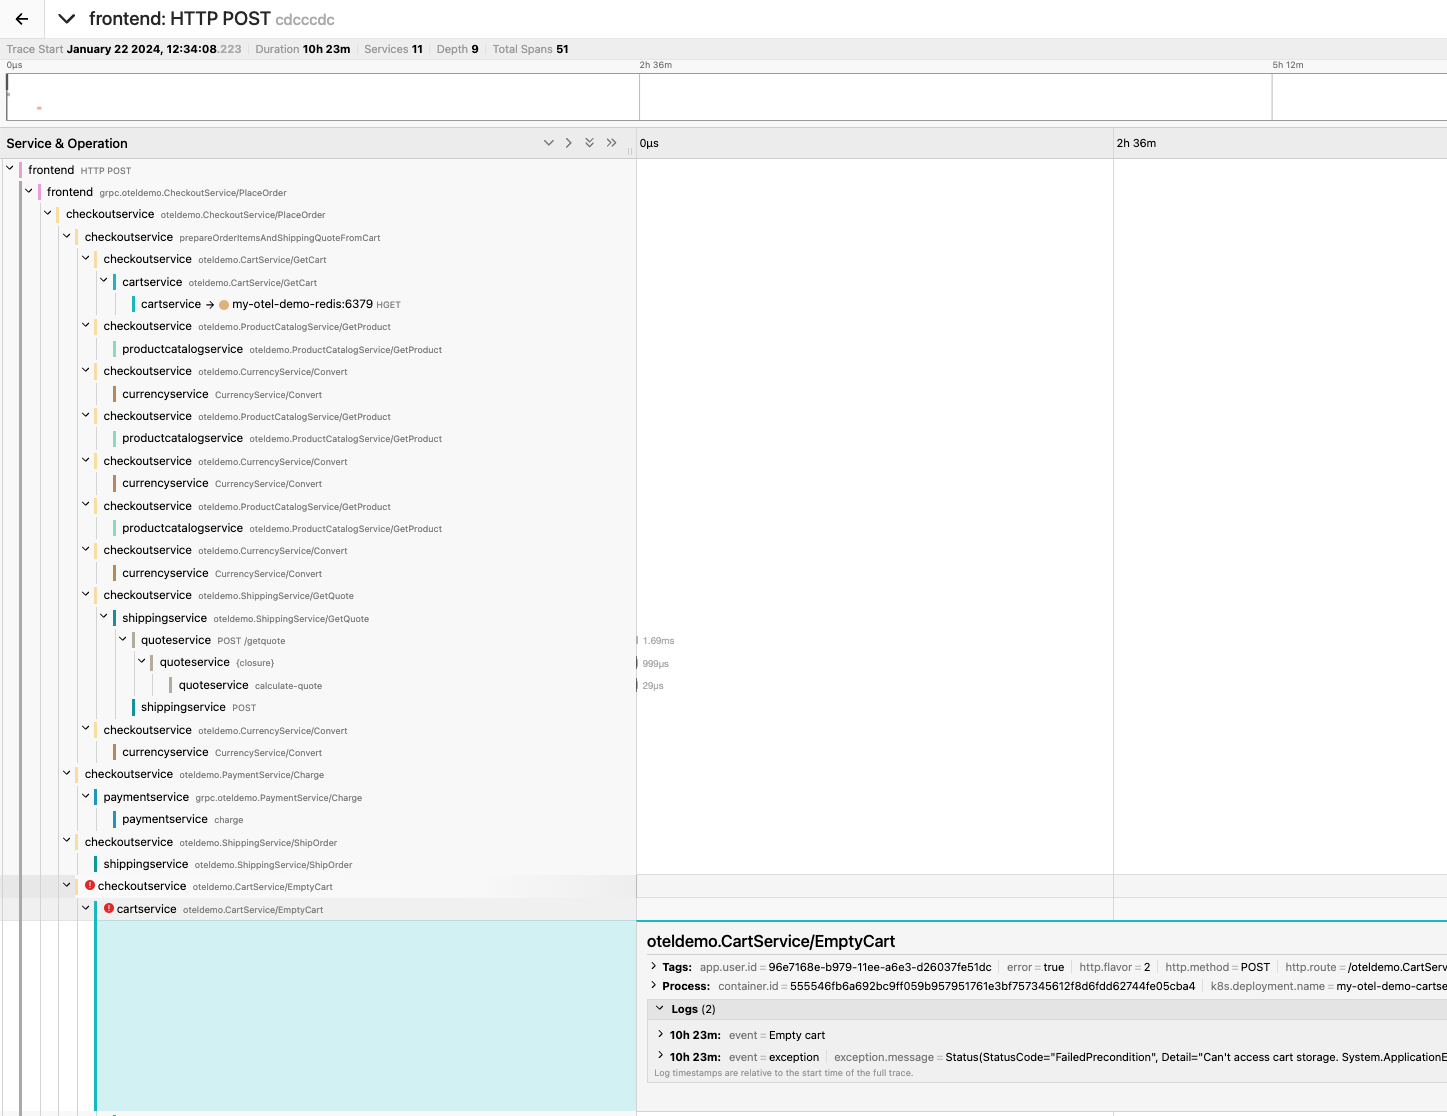 frontend: HTTP POST cdcccdc
Trace Start January 22 2024, 12:34:08.223 Duration 10h 23m Services 11 Depth 9 Total Spans 51
0μs 2h 36m 5h 12m
Service & Operation 0μs 2h 36m
frontend HTTP POST
frontend grpc.oteldemo.CheckoutService/PlaceOrder
checkoutservice oteldemo.CheckoutService/PlaceOrder
checkoutservice prepareOrderItemsAndShippingQuoteFromCart
checkoutservice oteldemo.CartService/GetCart
cartservice oteldemo.CartService/GetCart
cartservice → my-otel-demo-redis:6379 HGET
checkoutservice oteldemo.ProductCatalogService/GetProduct
productcatalogservice oteldemo.ProductCatalogService/GetProduct
checkoutservice oteldemo.CurrencyService/Convert
currencyservice CurrencyService/Convert
checkoutservice oteldemo.ProductCatalogService/GetProduct
productcatalogservice oteldemo.ProductCatalogService/GetProduct
checkoutservice oteldemo.CurrencyService/Convert
currencyservice CurrencyService/Convert
checkoutservice oteldemo.ProductCatalogService/GetProduct
productcatalogservice oteldemo.ProductCatalogService/GetProduct
checkoutservice oteldemo.CurrencyService/Convert
currencyservice CurrencyService/Convert
checkoutservice oteldemo.ShippingService/GetQuote
shippingservice oteldemo.ShippingService/GetQuote
quoteservice POST /getquote 1.69ms
quoteservice {closure} 999μs
quoteservice calculate-quote 29μs
shippingservice POST
checkoutservice oteldemo.CurrencyService/Convert
currencyservice CurrencyService/Convert
checkoutservice oteldemo.PaymentService/Charge
paymentservice grpc.oteldemo.PaymentService/Charge
paymentservice charge
checkoutservice oteldemo.ShippingService/ShipOrder
shippingservice oteldemo.ShippingService/ShipOrder
checkoutservice oteldemo.CartService/EmptyCart
cartservice oteldemo.CartService/EmptyCart
oteldemo.CartService/EmptyCart
Tags: app.user.id = 96e7168e-b979-11ee-a6e3-d26037fe51dc error = true http.flavor = 2 http.method = POST http.route = /oteldemo.CartServ
Process: container.id = 555546fb6a692bc9ff059b957951761e3bf757345612f8d6fdd62744fe05cba4 k8s.deployment.name = my-otel-demo-cartse
Logs (2)
10h 23m: event = Empty cart
10h 23m: event = exception exception.message = Status(StatusCode="FailedPrecondition", Detail="Can't access cart storage. System.ApplicationE
Log timestamps are relative to the start time of the full trace.